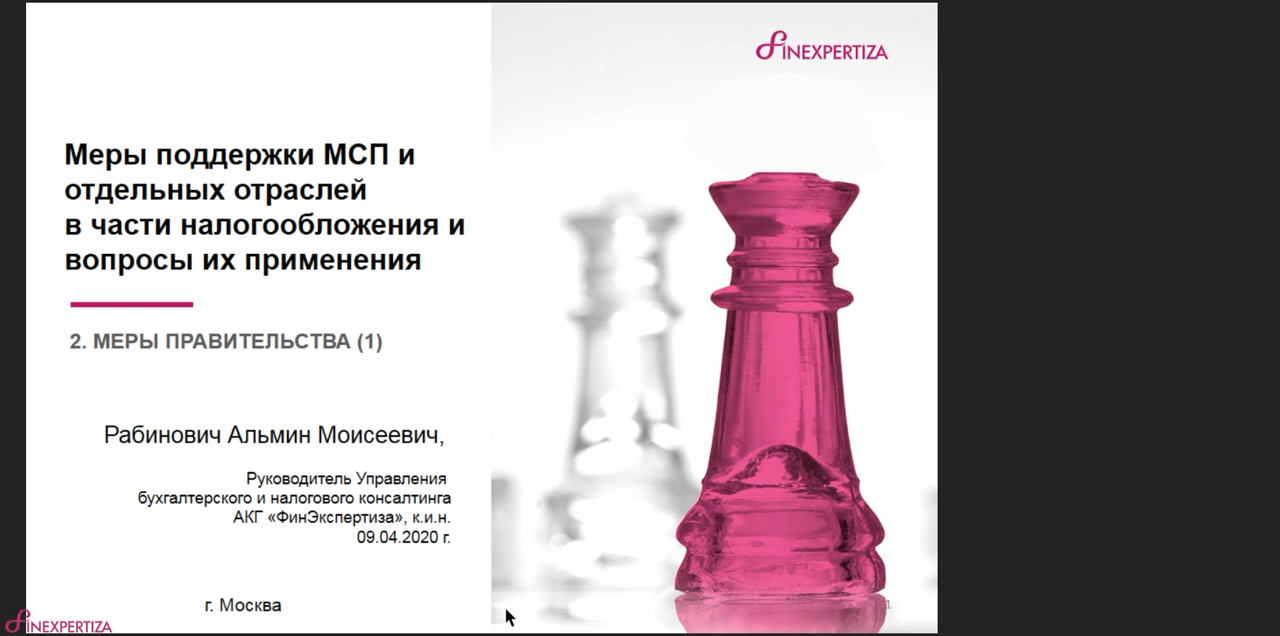 FINEXPERTIZA
Меры поддержки МСП и
отдельных отраслей
в части налогообложения и
вопросы их применения
2. МЕРЫ ПРАВИТЕЛЬСТВА (1)
Рабинович Альмин Моисеевич,
Руководитель Управления
бухгалтерского и налогового консалтинга
АКГ «ФинЭкспертиза», к.и.н.
09.04.2020 г.
г. Москва
1
FINEXPERTIZA